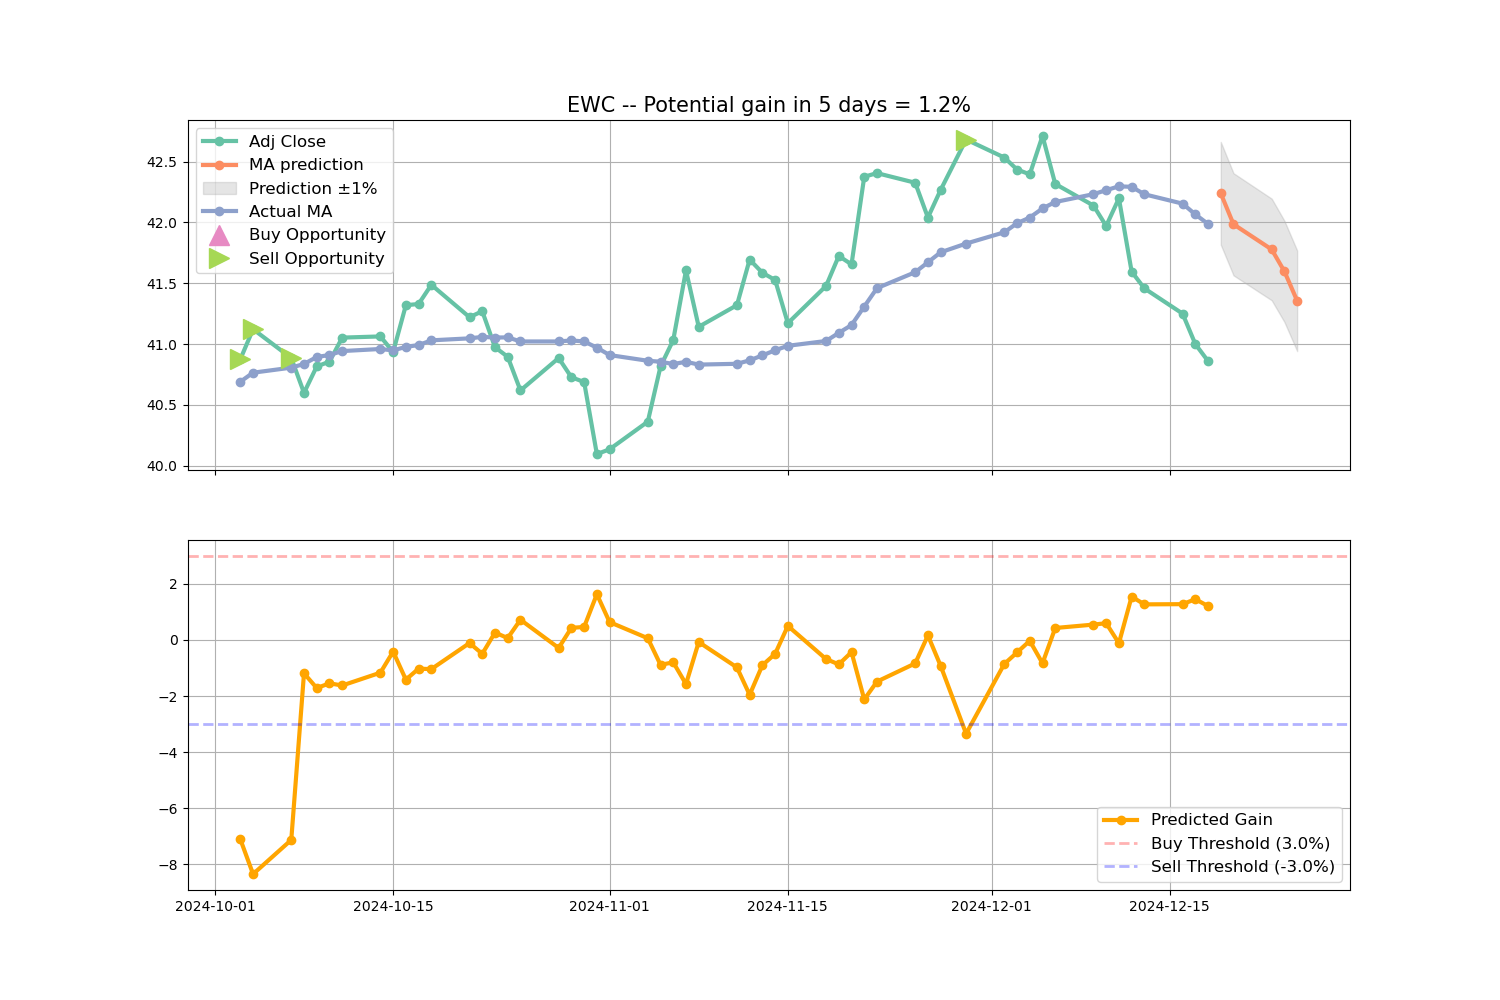 EWC -- Potential gain in 5 days = 1.2%
Adj Close
MA prediction
Prediction ±1%
Actual MA
Buy Opportunity
Sell Opportunity
42.5
42.0
41.5
41.0
40.5
40.0
2
0
−2
−4
−6
−8
Predicted Gain
Buy Threshold (3.0%)
Sell Threshold (-3.0%)
2024-10-01 2024-10-15 2024-11-01 2024-11-15 2024-12-01 2024-12-15